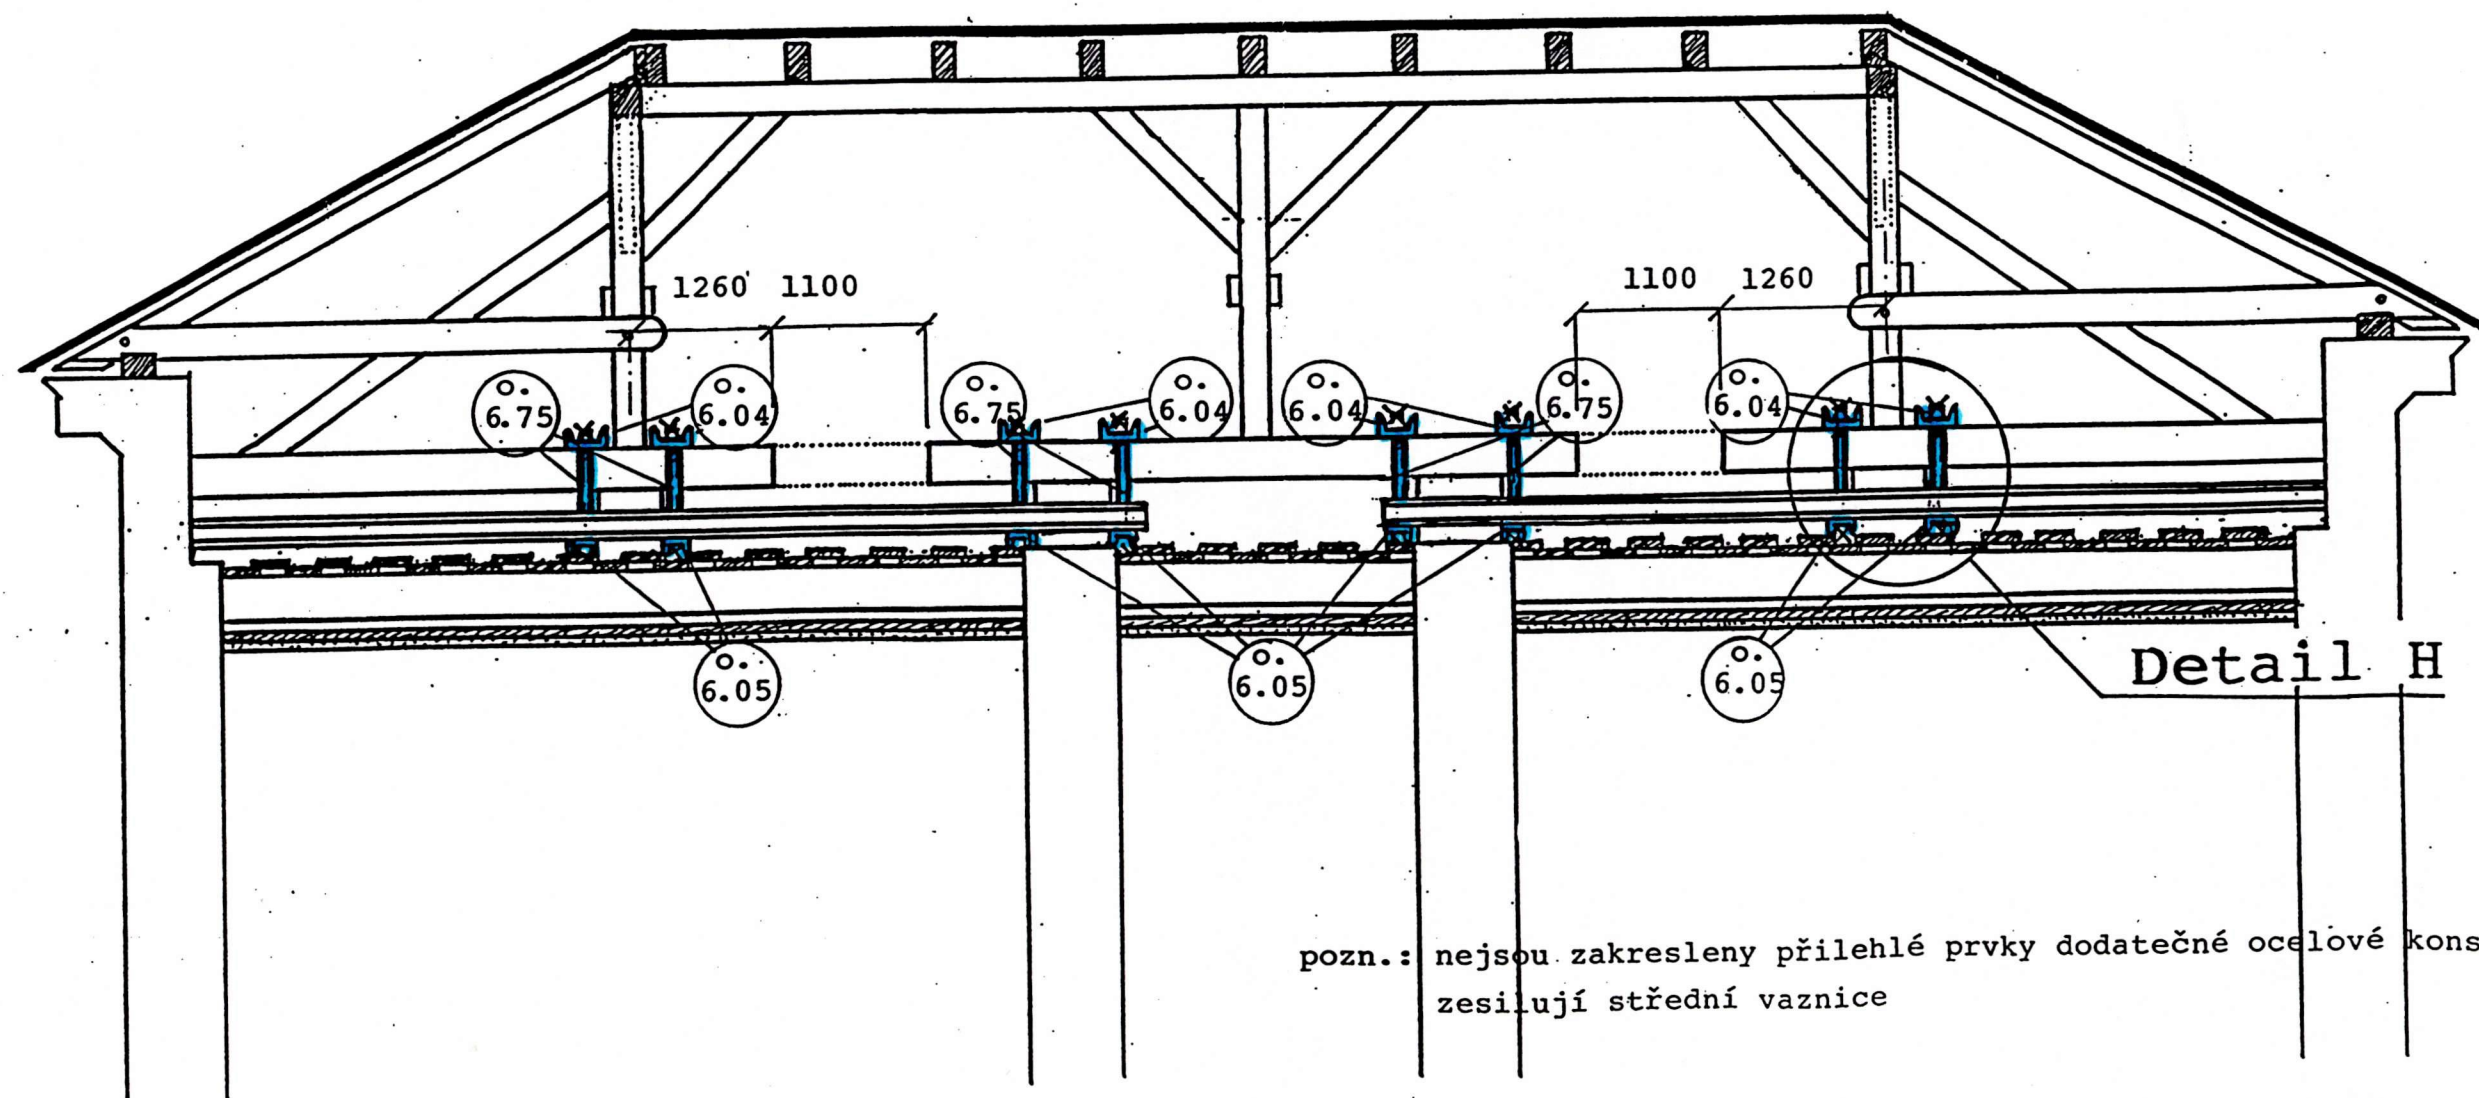 1260 1100
1100 1260
o. 6.75
o. 6.04
o. 6.75
o. 6.04
o. 6.04
o. 6.75
o. 6.04
o. 6.05
o. 6.05
o. 6.05
Detail H
pozn.: nejsou zakresleny přilehlé prvky dodatečné ocelové kons
zesilují střední vaznice